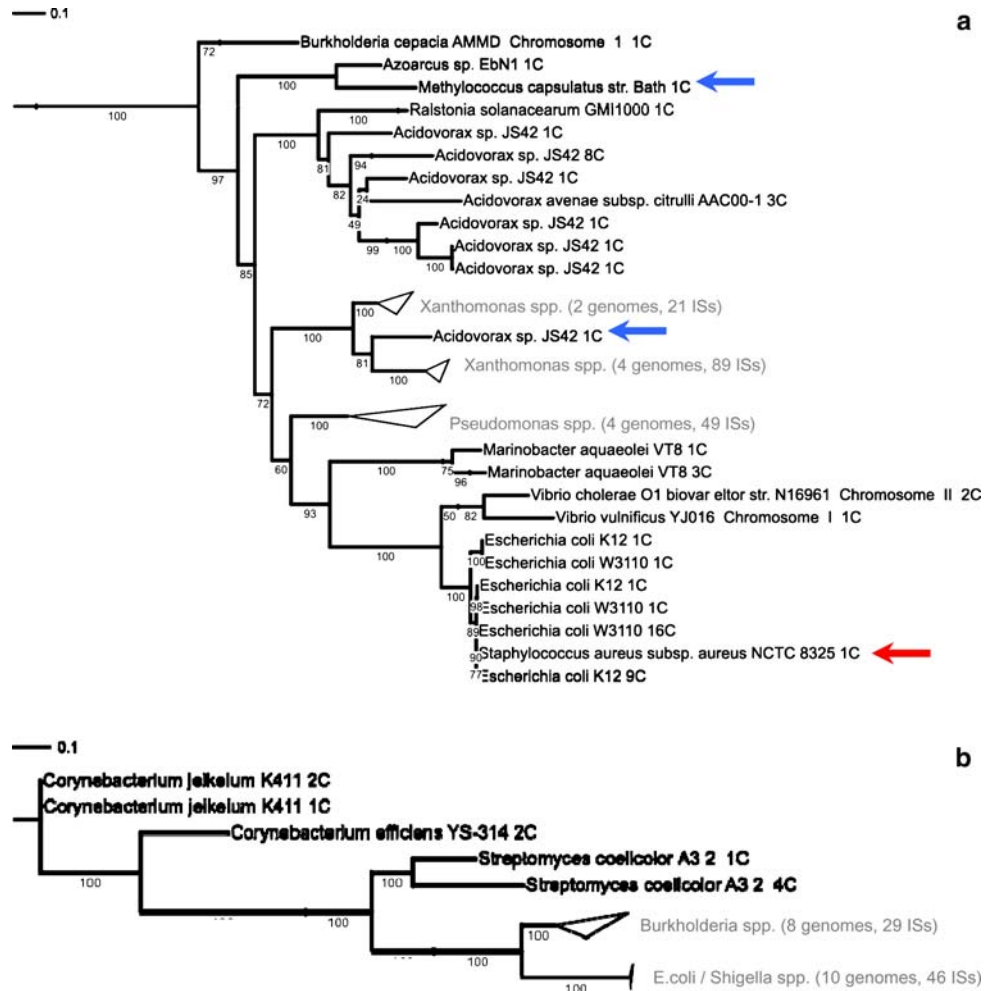 0.1
a
Burkholderia cepacia AMMD Chromosome 1 1C
72
Azoarcus sp. EbN1 1C
100
Methylococcus capsulatus str. Bath 1C
100
Ralstonia solanacearum GMI1000 1C
100
100
Acidovorax sp. JS42 1C
Acidovorax sp. JS42 8C
94
81
97
Acidovorax sp. JS42 1C
82
24
Acidovorax avenae subsp. citrulli AAC00-1 3C
49
Acidovorax sp. JS42 1C
99
100
Acidovorax sp. JS42 1C
100
Acidovorax sp. JS42 1C
85
Xanthomonas spp. (2 genomes, 21 ISs)
100
100
Acidovorax sp. JS42 1C
81
Xanthomonas spp. (4 genomes, 89 ISs)
100
72
Pseudomonas spp. (4 genomes, 49 ISs)
100
Marinobacter aquaeolei VT8 1C
60
100
75
Marinobacter aquaeolei VT8 3C
96
Vibrio cholerae O1 biovar eltor str. N16961 Chromosome II 2C
93
50
82
Vibrio vulnificus YJ016 Chromosome I 1C
Escherichia coli K12 1C
100
100
Escherichia coli W3110 1C
100
Escherichia coli K12 1C
98
Escherichia coli W3110 1C
89
Escherichia coli W3110 16C
90
Staphylococcus aureus subsp. aureus NCTC 8325 1C
77
Escherichia coli K12 9C
0.1
b
Corynebacterium jeikeium K411 2C
Corynebacterium jeikeium K411 1C
Corynebacterium efficiens YS-314 2C
100
Streptomyces coelicolor A3 2 1C
100
Streptomyces coelicolor A3 2 4C
100
Burkholderia spp. (8 genomes, 29 ISs)
100
100
E.coli / Shigella spp. (10 genomes, 46 ISs)
100